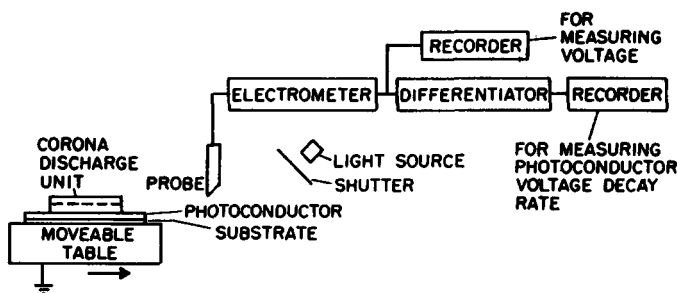 FOR
MEASURING
VOLTAGE
RECORDER
ELECTROMETER
DIFFERENTIATOR
RECORDER
CORONA
DISCHARGE
UNIT
PROBE
LIGHT SOURCE
SHUTTER
FOR MEASURING
PHOTOCONDUCTOR
VOLTAGE DECAY
RATE
PHOTOCONDUCTOR
SUBSTRATE
MOVEABLE
TABLE